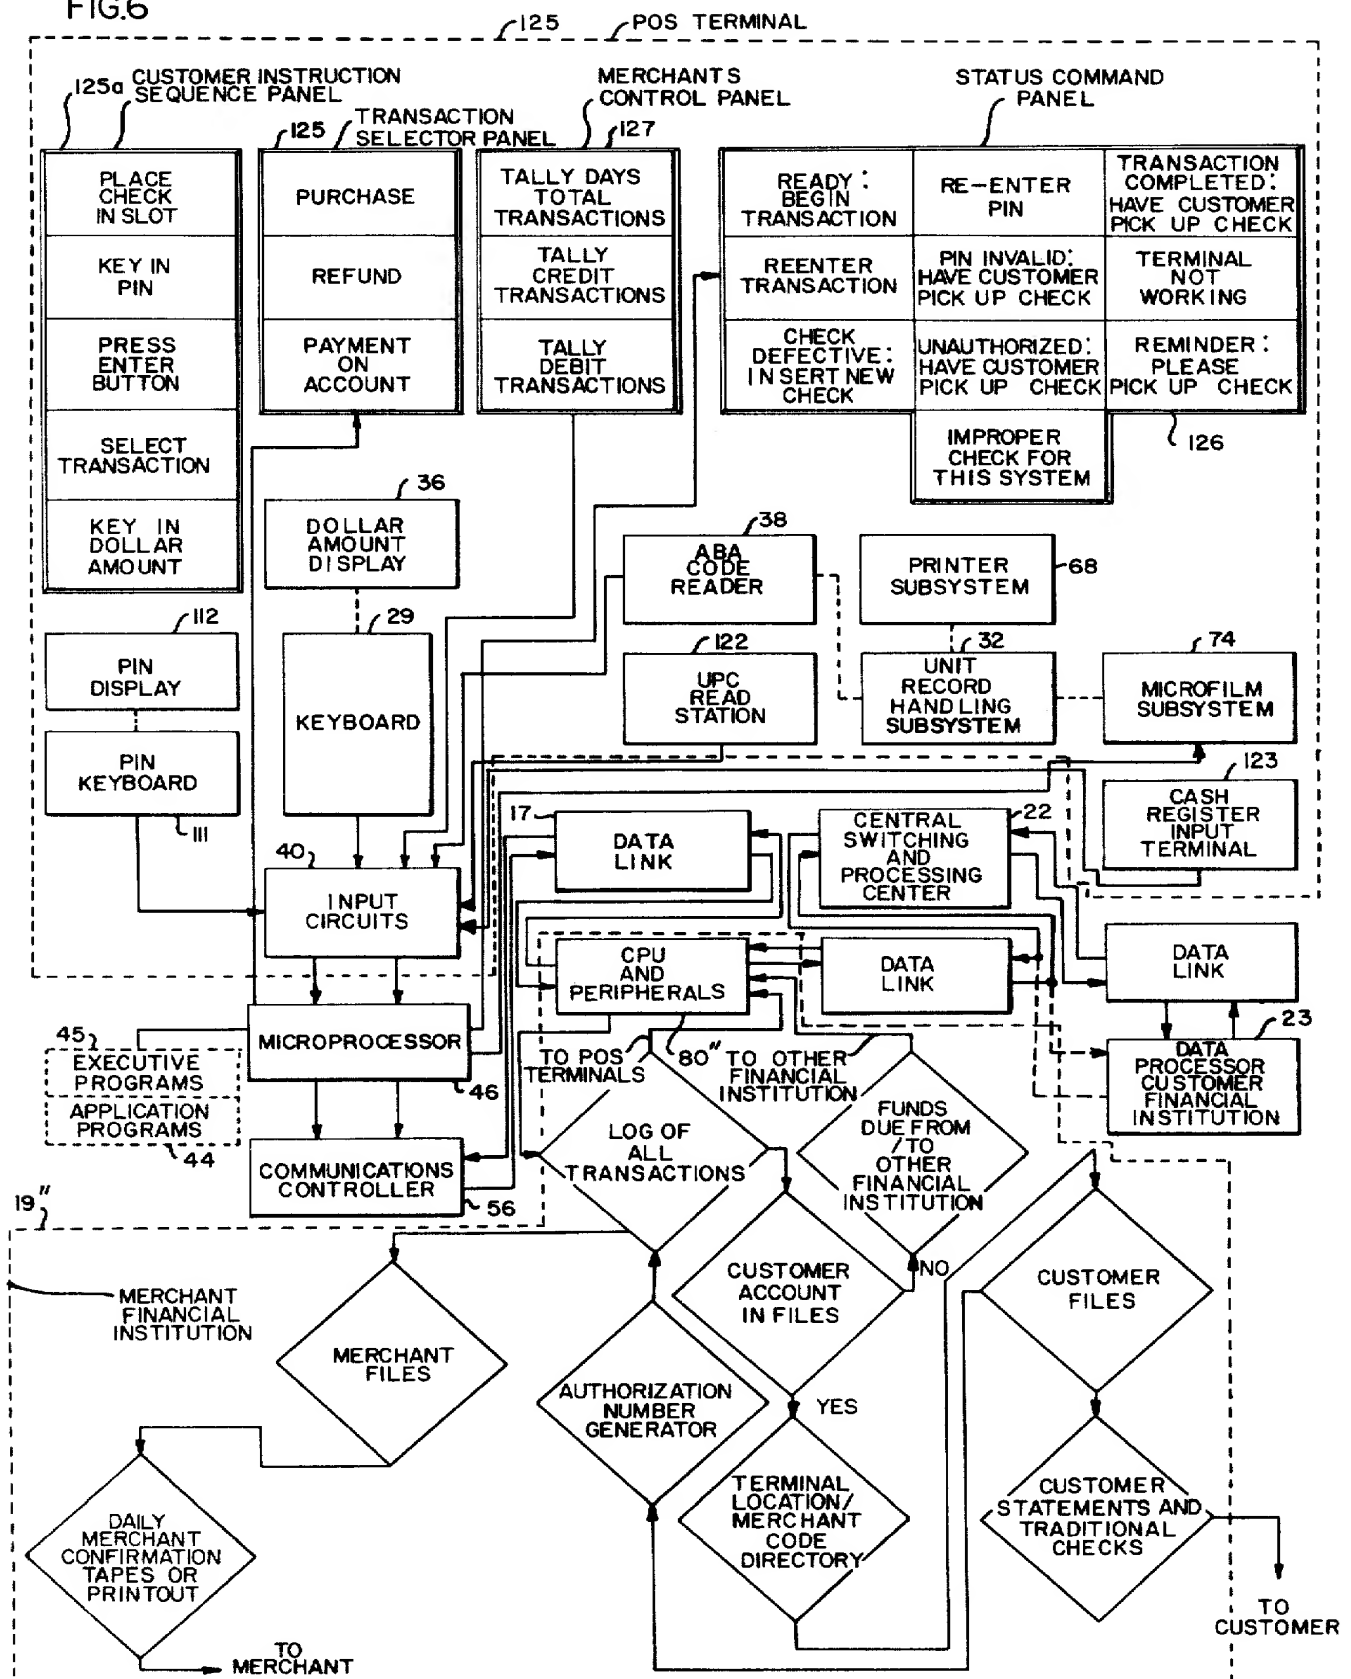 FIG.6
125
POS TERMINAL
125a
CUSTOMER INSTRUCTION
SEQUENCE PANEL
PLACE
CHECK
IN SLOT
KEY IN
PIN
PRESS
ENTER
BUTTON
SELECT
TRANSACTION
KEY IN
DOLLAR
AMOUNT
125
TRANSACTION
SELECTOR PANEL
PURCHASE
REFUND
PAYMENT
ON
ACCOUNT
MERCHANTS
CONTROL PANEL
127
TALLY DAYS
TOTAL
TRANSACTIONS
TALLY
CREDIT
TRANSACTIONS
TALLY
DEBIT
TRANSACTIONS
STATUS COMMAND
PANEL
READY:
BEGIN
TRANSACTION
RE-ENTER
PIN
TRANSACTION
COMPLETED:
HAVE CUSTOMER
PICK UP CHECK
REENTER
TRANSACTION
PIN INVALID:
HAVE CUSTOMER
PICK UP CHECK
TERMINAL
NOT
WORKING
CHECK
DEFECTIVE:
INSERT NEW
CHECK
UNAUTHORIZED:
HAVE CUSTOMER
PICK UP CHECK
REMINDER:
PLEASE
PICK UP CHECK
IMPROPER
CHECK FOR
THIS SYSTEM
126
36
DOLLAR
AMOUNT
DISPLAY
38
ABA
CODE
READER
PRINTER
SUBSYSTEM
68
112
PIN
DISPLAY
29
KEYBOARD
122
UPC
READ
STATION
32
UNIT
RECORD
HANDLING
SUBSYSTEM
74
MICROFILM
SUBSYSTEM
PIN
KEYBOARD
111
123
CASH
REGISTER
INPUT
TERMINAL
17
DATA
LINK
22
CENTRAL
SWITCHING
AND
PROCESSING
CENTER
40
INPUT
CIRCUITS
CPU
AND
PERIPHERALS
DATA
LINK
DATA
LINK
45
EXECUTIVE
PROGRAMS
APPLICATION
PROGRAMS
44
MICROPROCESSOR
46
TO POS
TERMINALS
80"
TO OTHER
FINANCIAL
INSTITUTION
23
DATA
PROCESSOR
CUSTOMER
FINANCIAL
INSTITUTION
COMMUNICATIONS
CONTROLLER
56
LOG OF
ALL
TRANSACTIONS
FUNDS
DUE FROM
/TO
OTHER
FINANCIAL
INSTITUTION
19"
MERCHANT
FINANCIAL
INSTITUTION
MERCHANT
FILES
CUSTOMER
ACCOUNT
IN FILES
NO
CUSTOMER
FILES
AUTHORIZATION
NUMBER
GENERATOR
YES
TERMINAL
LOCATION/
MERCHANT
CODE
DIRECTORY
CUSTOMER
STATEMENTS AND
TRADITIONAL
CHECKS
DAILY
MERCHANT
CONFIRMATION
TAPES OR
PRINTOUT
TO
MERCHANT
TO
CUSTOMER